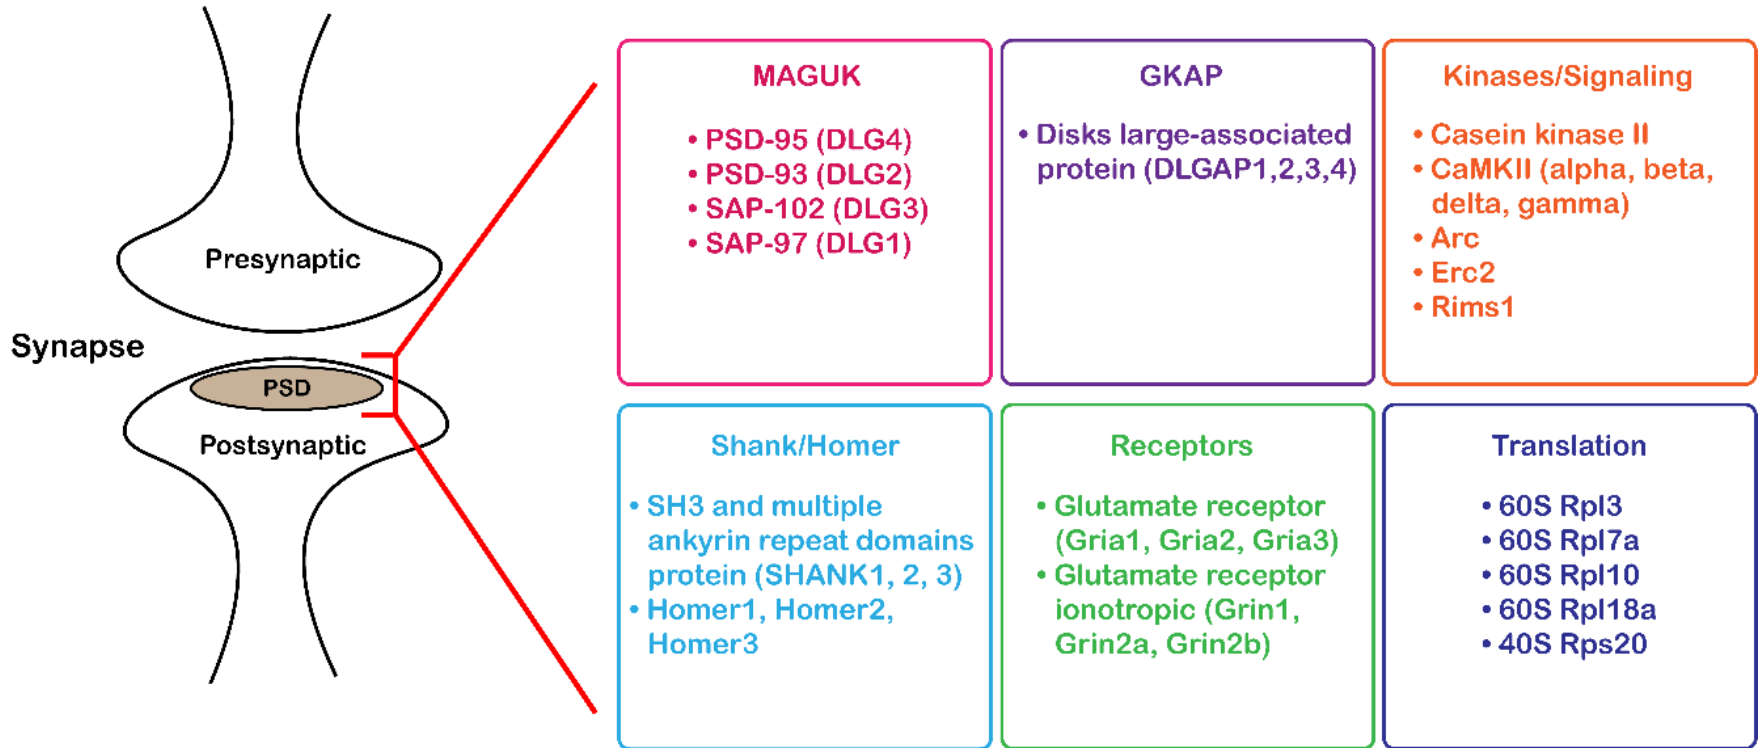 Presynaptic
Synapse
PSD
Postsynaptic
MAGUK
• PSD-95 (DLG4)
• PSD-93 (DLG2)
• SAP-102 (DLG3)
• SAP-97 (DLG1)
GKAP
• Disks large-associated
protein (DLGAP1,2,3,4)
Kinases/Signaling
• Casein kinase II
• CaMKII (alpha, beta,
delta, gamma)
• Arc
• Erc2
• Rims1
Shank/Homer
• SH3 and multiple
ankyrin repeat domains
protein (SHANK1, 2, 3)
• Homer1, Homer2,
Homer3
Receptors
• Glutamate receptor
(Gria1, Gria2, Gria3)
• Glutamate receptor
ionotropic (Grin1,
Grin2a, Grin2b)
Translation
• 60S Rpl3
• 60S Rpl7a
• 60S Rpl10
• 60S Rpl18a
• 40S Rps20